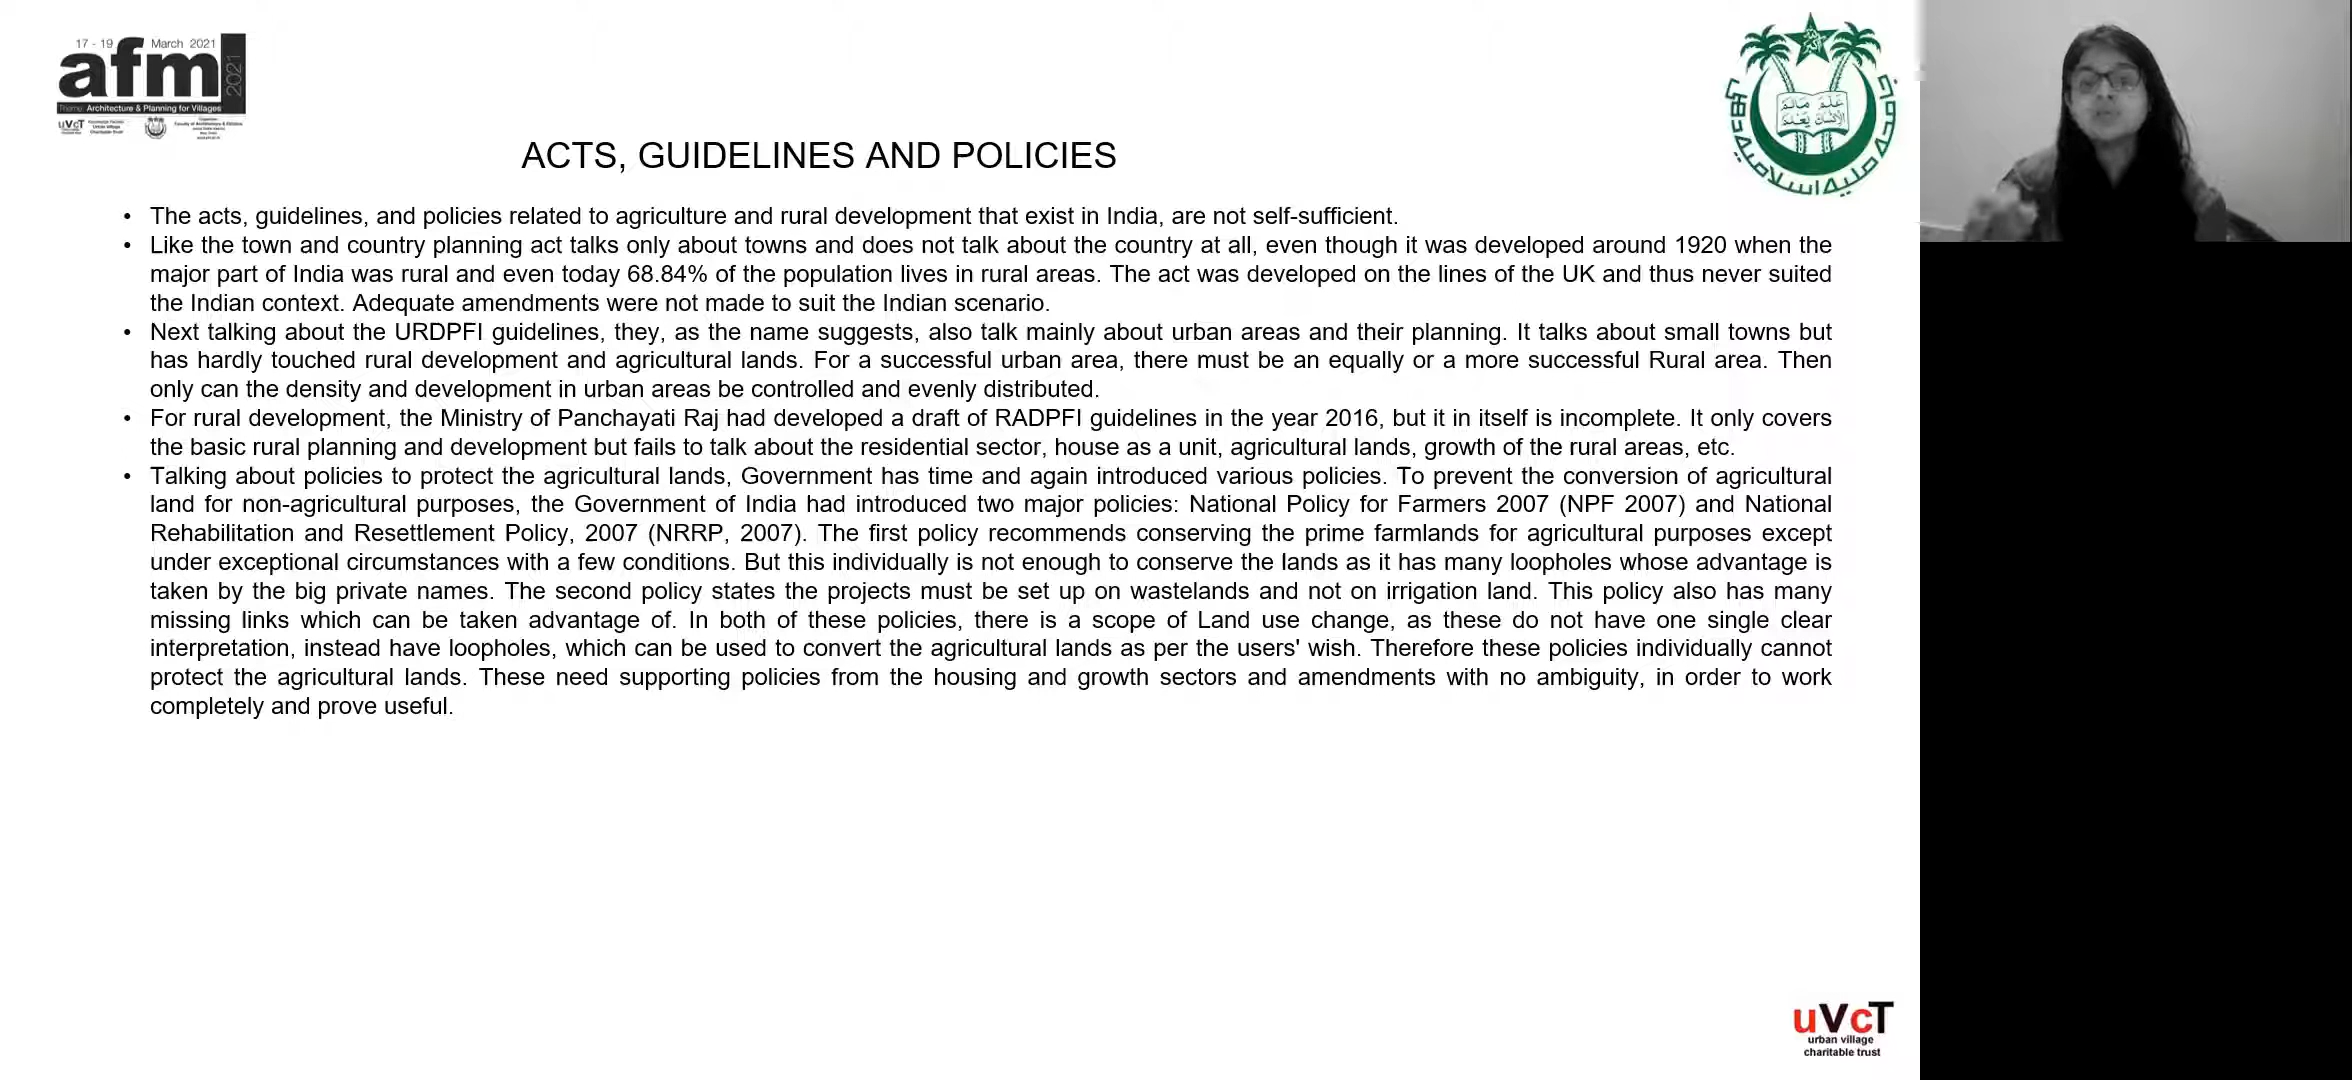 17 - 19 March 2021
afm
2021
Theme: Architecture & Planning for Villages
uVcT
Urban Village
Charitable Trust
ACTS, GUIDELINES AND POLICIES
• The acts, guidelines, and policies related to agriculture and rural development that exist in India, are not self-sufficient.
• Like the town and country planning act talks only about towns and does not talk about the country at all, even though it was developed around 1920 when the
major part of India was rural and even today 68.84% of the population lives in rural areas. The act was developed on the lines of the UK and thus never suited
the Indian context. Adequate amendments were not made to suit the Indian scenario.
• Next talking about the URDPFI guidelines, they, as the name suggests, also talk mainly about urban areas and their planning. It talks about small towns but
has hardly touched rural development and agricultural lands. For a successful urban area, there must be an equally or a more successful Rural area. Then
only can the density and development in urban areas be controlled and evenly distributed.
• For rural development, the Ministry of Panchayati Raj had developed a draft of RADPFI guidelines in the year 2016, but it in itself is incomplete. It only covers
the basic rural planning and development but fails to talk about the residential sector, house as a unit, agricultural lands, growth of the rural areas, etc.
• Talking about policies to protect the agricultural lands, Government has time and again introduced various policies. To prevent the conversion of agricultural
land for non-agricultural purposes, the Government of India had introduced two major policies: National Policy for Farmers 2007 (NPF 2007) and National
Rehabilitation and Resettlement Policy, 2007 (NRRP, 2007). The first policy recommends conserving the prime farmlands for agricultural purposes except
under exceptional circumstances with a few conditions. But this individually is not enough to conserve the lands as it has many loopholes whose advantage is
taken by the big private names. The second policy states the projects must be set up on wastelands and not on irrigation land. This policy also has many
missing links which can be taken advantage of. In both of these policies, there is a scope of Land use change, as these do not have one single clear
interpretation, instead have loopholes, which can be used to convert the agricultural lands as per the users' wish. Therefore these policies individually cannot
protect the agricultural lands. These need supporting policies from the housing and growth sectors and amendments with no ambiguity, in order to work
completely and prove useful.
uVcT
urban village
charitable trust